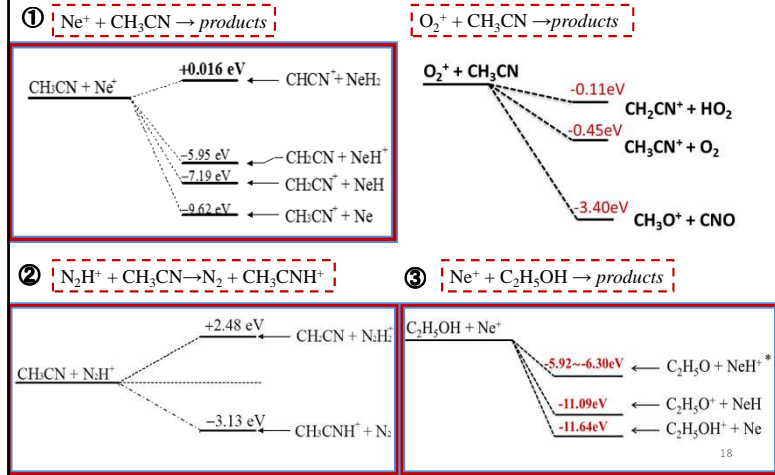 ① Ne⁺ + CH₃CN → products
O₂⁺ + CH₃CN →products
CH₃CN + Ne⁺
+0.016 eV
CHCN⁺ + NeH₂
−5.95 eV
CH₂CN + NeH⁺
−7.19 eV
CH₂CN⁺ + NeH
−9.62 eV
CH₃CN⁺ + Ne
O₂⁺ + CH₃CN
-0.11eV
CH₂CN⁺ + HO₂
-0.45eV
CH₃CN⁺ + O₂
-3.40eV
CH₃O⁺ + CNO
② N₂H⁺ + CH₃CN→N₂ + CH₃CNH⁺
③ Ne⁺ + C₂H₅OH → products
CH₃CN + N₂H⁺
+2.48 eV
CH₂CN + N₂H₂⁺
−3.13 eV
CH₃CNH⁺ + N₂
C₂H₅OH + Ne⁺
-5.92~-6.30eV
C₂H₅O + NeH⁺ *
-11.09eV
C₂H₅O⁺ + NeH
-11.64eV
C₂H₅OH⁺ + Ne
18